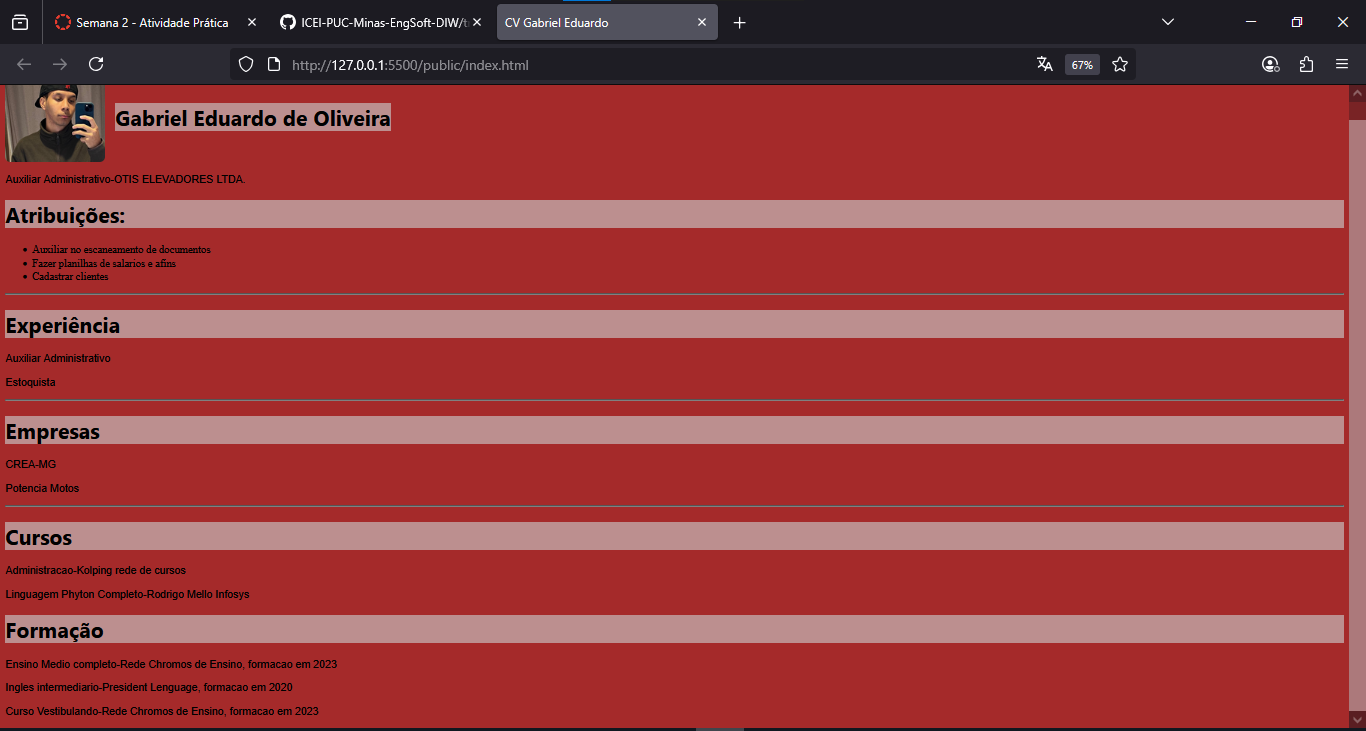 Semana 2 - Atividade Prática
ICEI-PUC-Minas-EngSoft-DIW/t
CV Gabriel Eduardo
http://127.0.0.1:5500/public/index.html
67%
Gabriel Eduardo de Oliveira
Auxiliar Administrativo-OTIS ELEVADORES LTDA.
Atribuições:
Auxiliar no escaneamento de documentos
Fazer planilhas de salarios e afins
Cadastrar clientes
Experiência
Auxiliar Administrativo
Estoquista
Empresas
CREA-MG
Potencia Motos
Cursos
Administracao-Kolping rede de cursos
Linguagem Phyton Completo-Rodrigo Mello Infosys
Formação
Ensino Medio completo-Rede Chromos de Ensino, formacao em 2023
Ingles intermediario-President Lenguage, formacao em 2020
Curso Vestibulando-Rede Chromos de Ensino, formacao em 2023